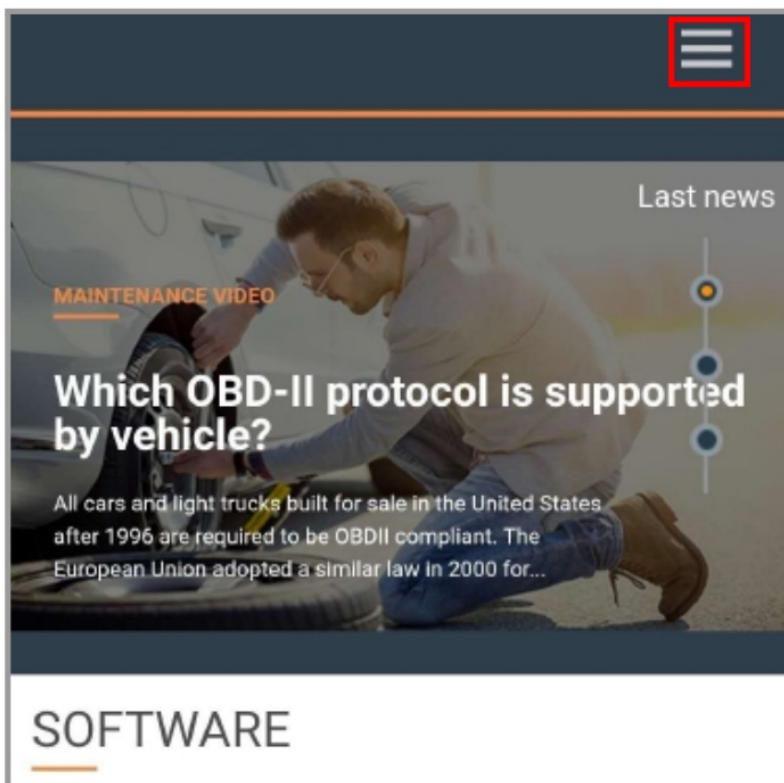 Last news
MAINTENANCE VIDEO
Which OBD-II protocol is supported
by vehicle?
All cars and light trucks built for sale in the United States
after 1996 are required to be OBDII compliant. The
European Union adopted a similar law in 2000 for...
SOFTWARE